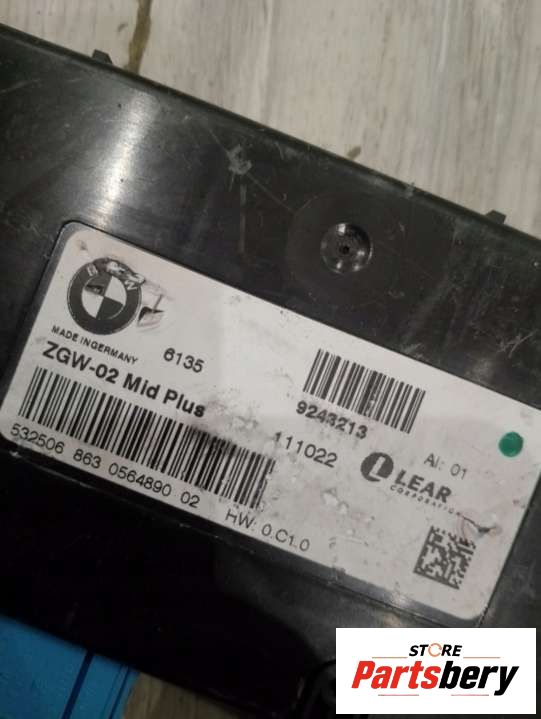 BMW
MADE IN GERMANY 6135
ZGW-02 Mid Plus
9243213
111022
AI: 01
LEAR
CORPORATION
532506 863 0564890 02
HW: 0.C1.0
STORE
Partsbery